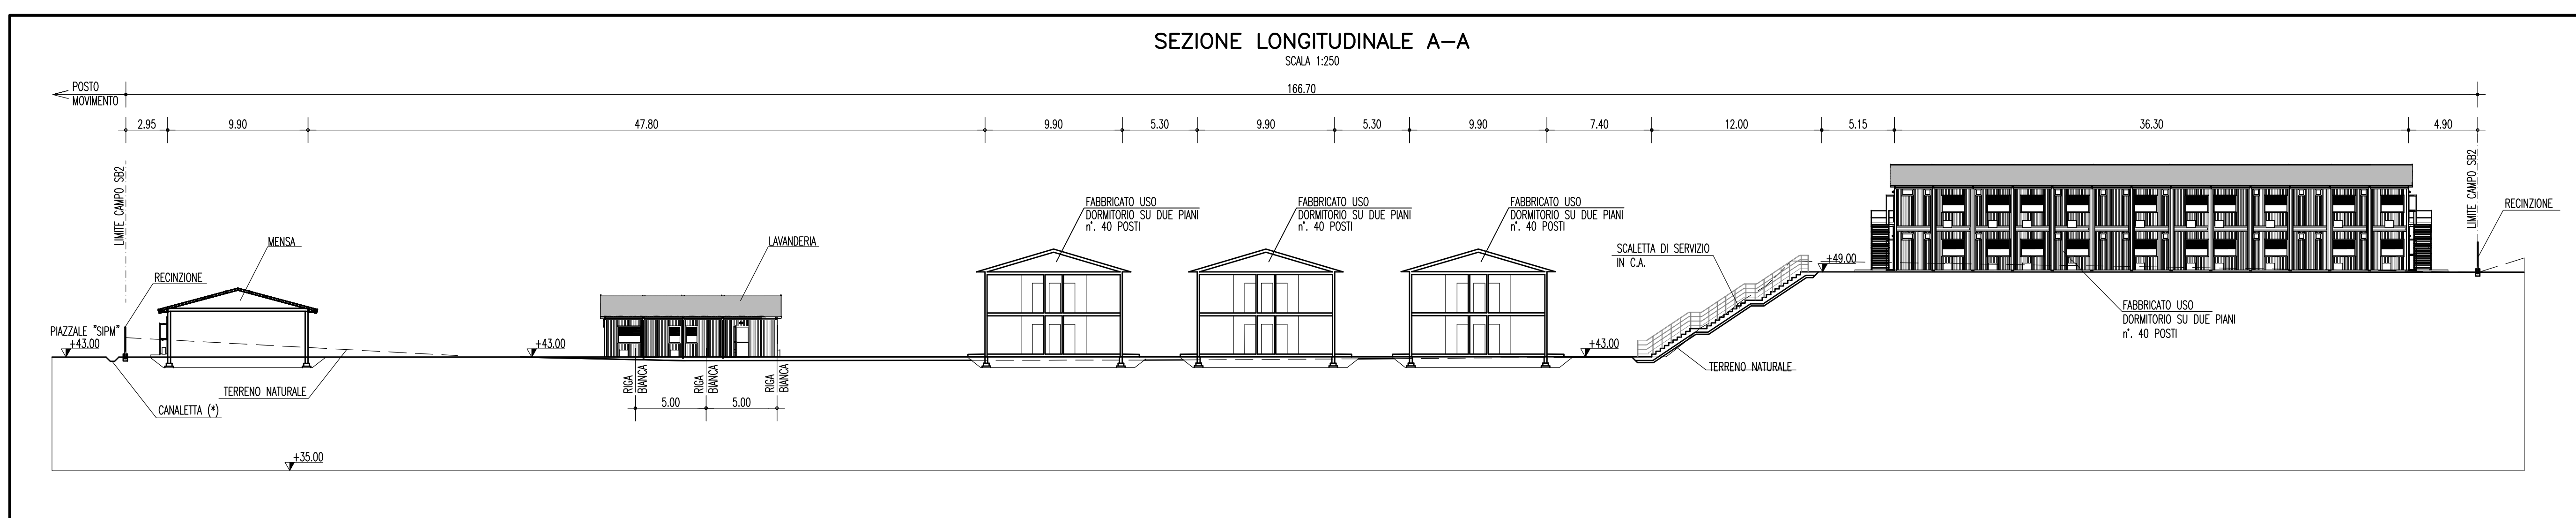 SEZIONE LONGITUDINALE A-A
SCALA 1:250
POSTO
MOVIMENTO
166.70
2.95
9.90
47.80
9.90
5.30
9.90
5.30
9.90
7.40
12.00
5.15
36.30
4.90
LIMITE CAMPO SB2
LIMITE CAMPO SB2
RECINZIONE
FABBRICATO USO
DORMITORIO SU DUE PIANI
n°. 40 POSTI
FABBRICATO USO
DORMITORIO SU DUE PIANI
n°. 40 POSTI
FABBRICATO USO
DORMITORIO SU DUE PIANI
n°. 40 POSTI
MENSA
LAVANDERIA
SCALETTA DI SERVIZIO
IN C.A.
+49.00
RECINZIONE
FABBRICATO USO
DORMITORIO SU DUE PIANI
n°. 40 POSTI
PIAZZALE "SIPM"
+43.00
+43.00
+43.00
TERRENO NATURALE
RIGA
BIANCA
RIGA
BIANCA
RIGA
BIANCA
TERRENO NATURALE
5.00
5.00
CANALETTA (*)
+35.00